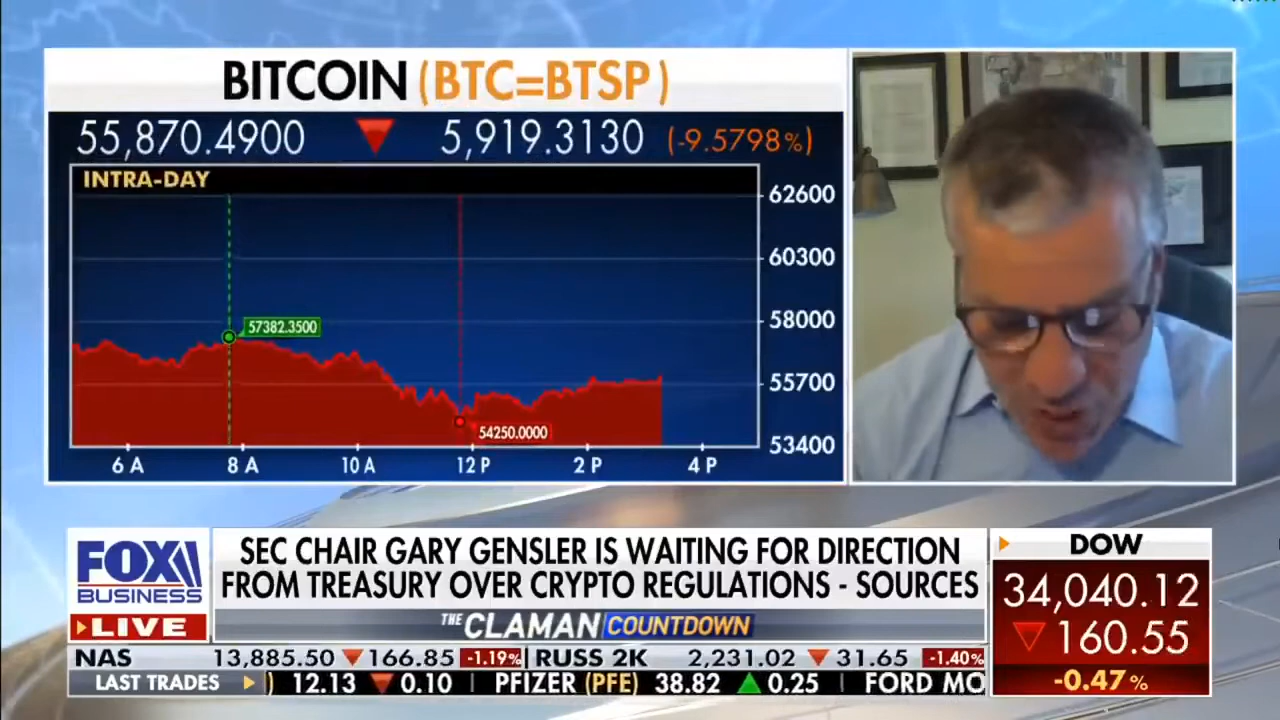 BITCOIN (BTC=BTSP)
55,870.4900 5,919.3130 (-9.5798%)
INTRA-DAY
62600
60300
58000
55700
53400
57382.3500
54250.0000
6 A 8 A 10 A 12 P 2 P 4 P
FOX
BUSINESS
LIVE
SEC CHAIR GARY GENSLER IS WAITING FOR DIRECTION
FROM TREASURY OVER CRYPTO REGULATIONS - SOURCES
THE CLAMAN COUNTDOWN
DOW
34,040.12
160.55
-0.47%
NAS 13,885.50 166.85 -1.19% RUSS 2K 2,231.02 31.65 -1.40%
LAST TRADES ) 12.13 0.10 PFIZER (PFE) 38.82 0.25 FORD MO